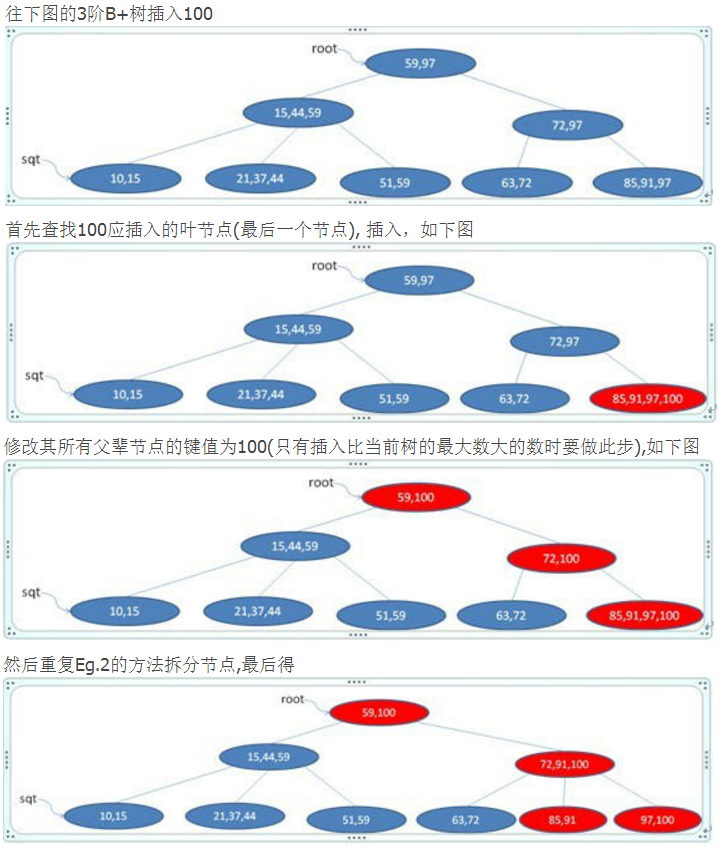 往下图的3阶B+树插入100
root
59,97
15,44,59
72,97
sqt
10,15
21,37,44
51,59
63,72
85,91,97
首先查找100应插入的叶节点(最后一个节点), 插入，如下图
root
59,97
15,44,59
72,97
sqt
10,15
21,37,44
51,59
63,72
85,91,97,100
修改其所有父辈节点的键值为100(只有插入比当前树的最大数大的数时要做此步),如下图
root
59,100
15,44,59
72,100
sqt
10,15
21,37,44
51,59
63,72
85,91,97,100
然后重复Eg.2的方法拆分节点,最后得
root
59,100
15,44,59
72,91,100
sqt
10,15
21,37,44
51,59
63,72
85,91
97,100